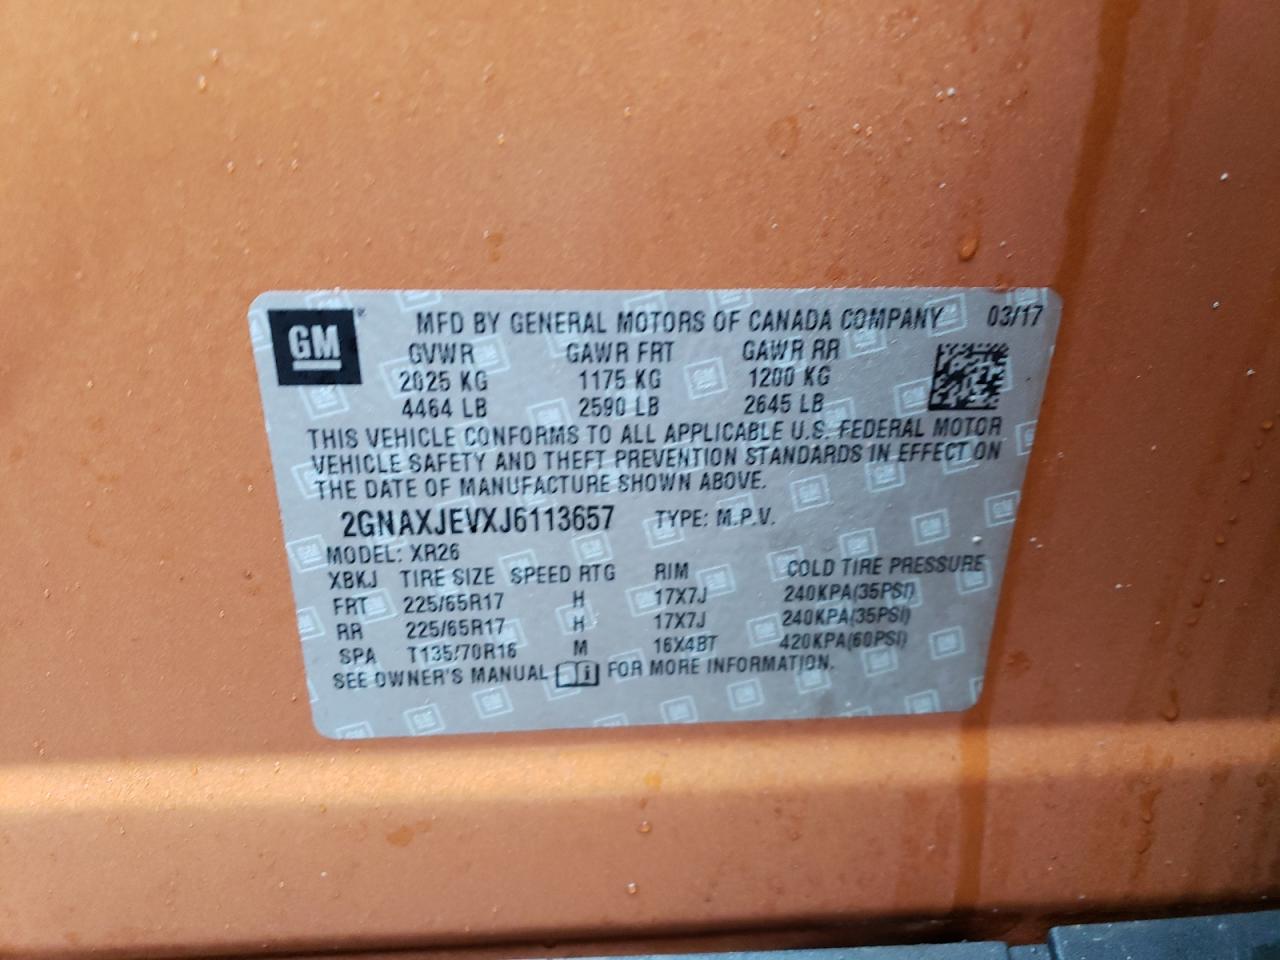 GM
MFD BY GENERAL MOTORS OF CANADA COMPANY 03/17
GVWR GAWR FRT GAWR RR
2025 KG 1175 KG 1200 KG
4464 LB 2590 LB 2645 LB
THIS VEHICLE CONFORMS TO ALL APPLICABLE U.S. FEDERAL MOTOR
VEHICLE SAFETY AND THEFT PREVENTION STANDARDS IN EFFECT ON
THE DATE OF MANUFACTURE SHOWN ABOVE.
2GNAXJEVXJ6113657 TYPE: M.P.V.
MODEL: XR26
XBKJ TIRE SIZE SPEED RTG RIM COLD TIRE PRESSURE
FRT 225/65R17 H 17X7J 240KPA(35PSI)
RR 225/65R17 H 17X7J 240KPA(35PSI)
SPA T135/70R16 M 16X4BT 420KPA(60PSI)
SEE OWNER'S MANUAL i FOR MORE INFORMATION.